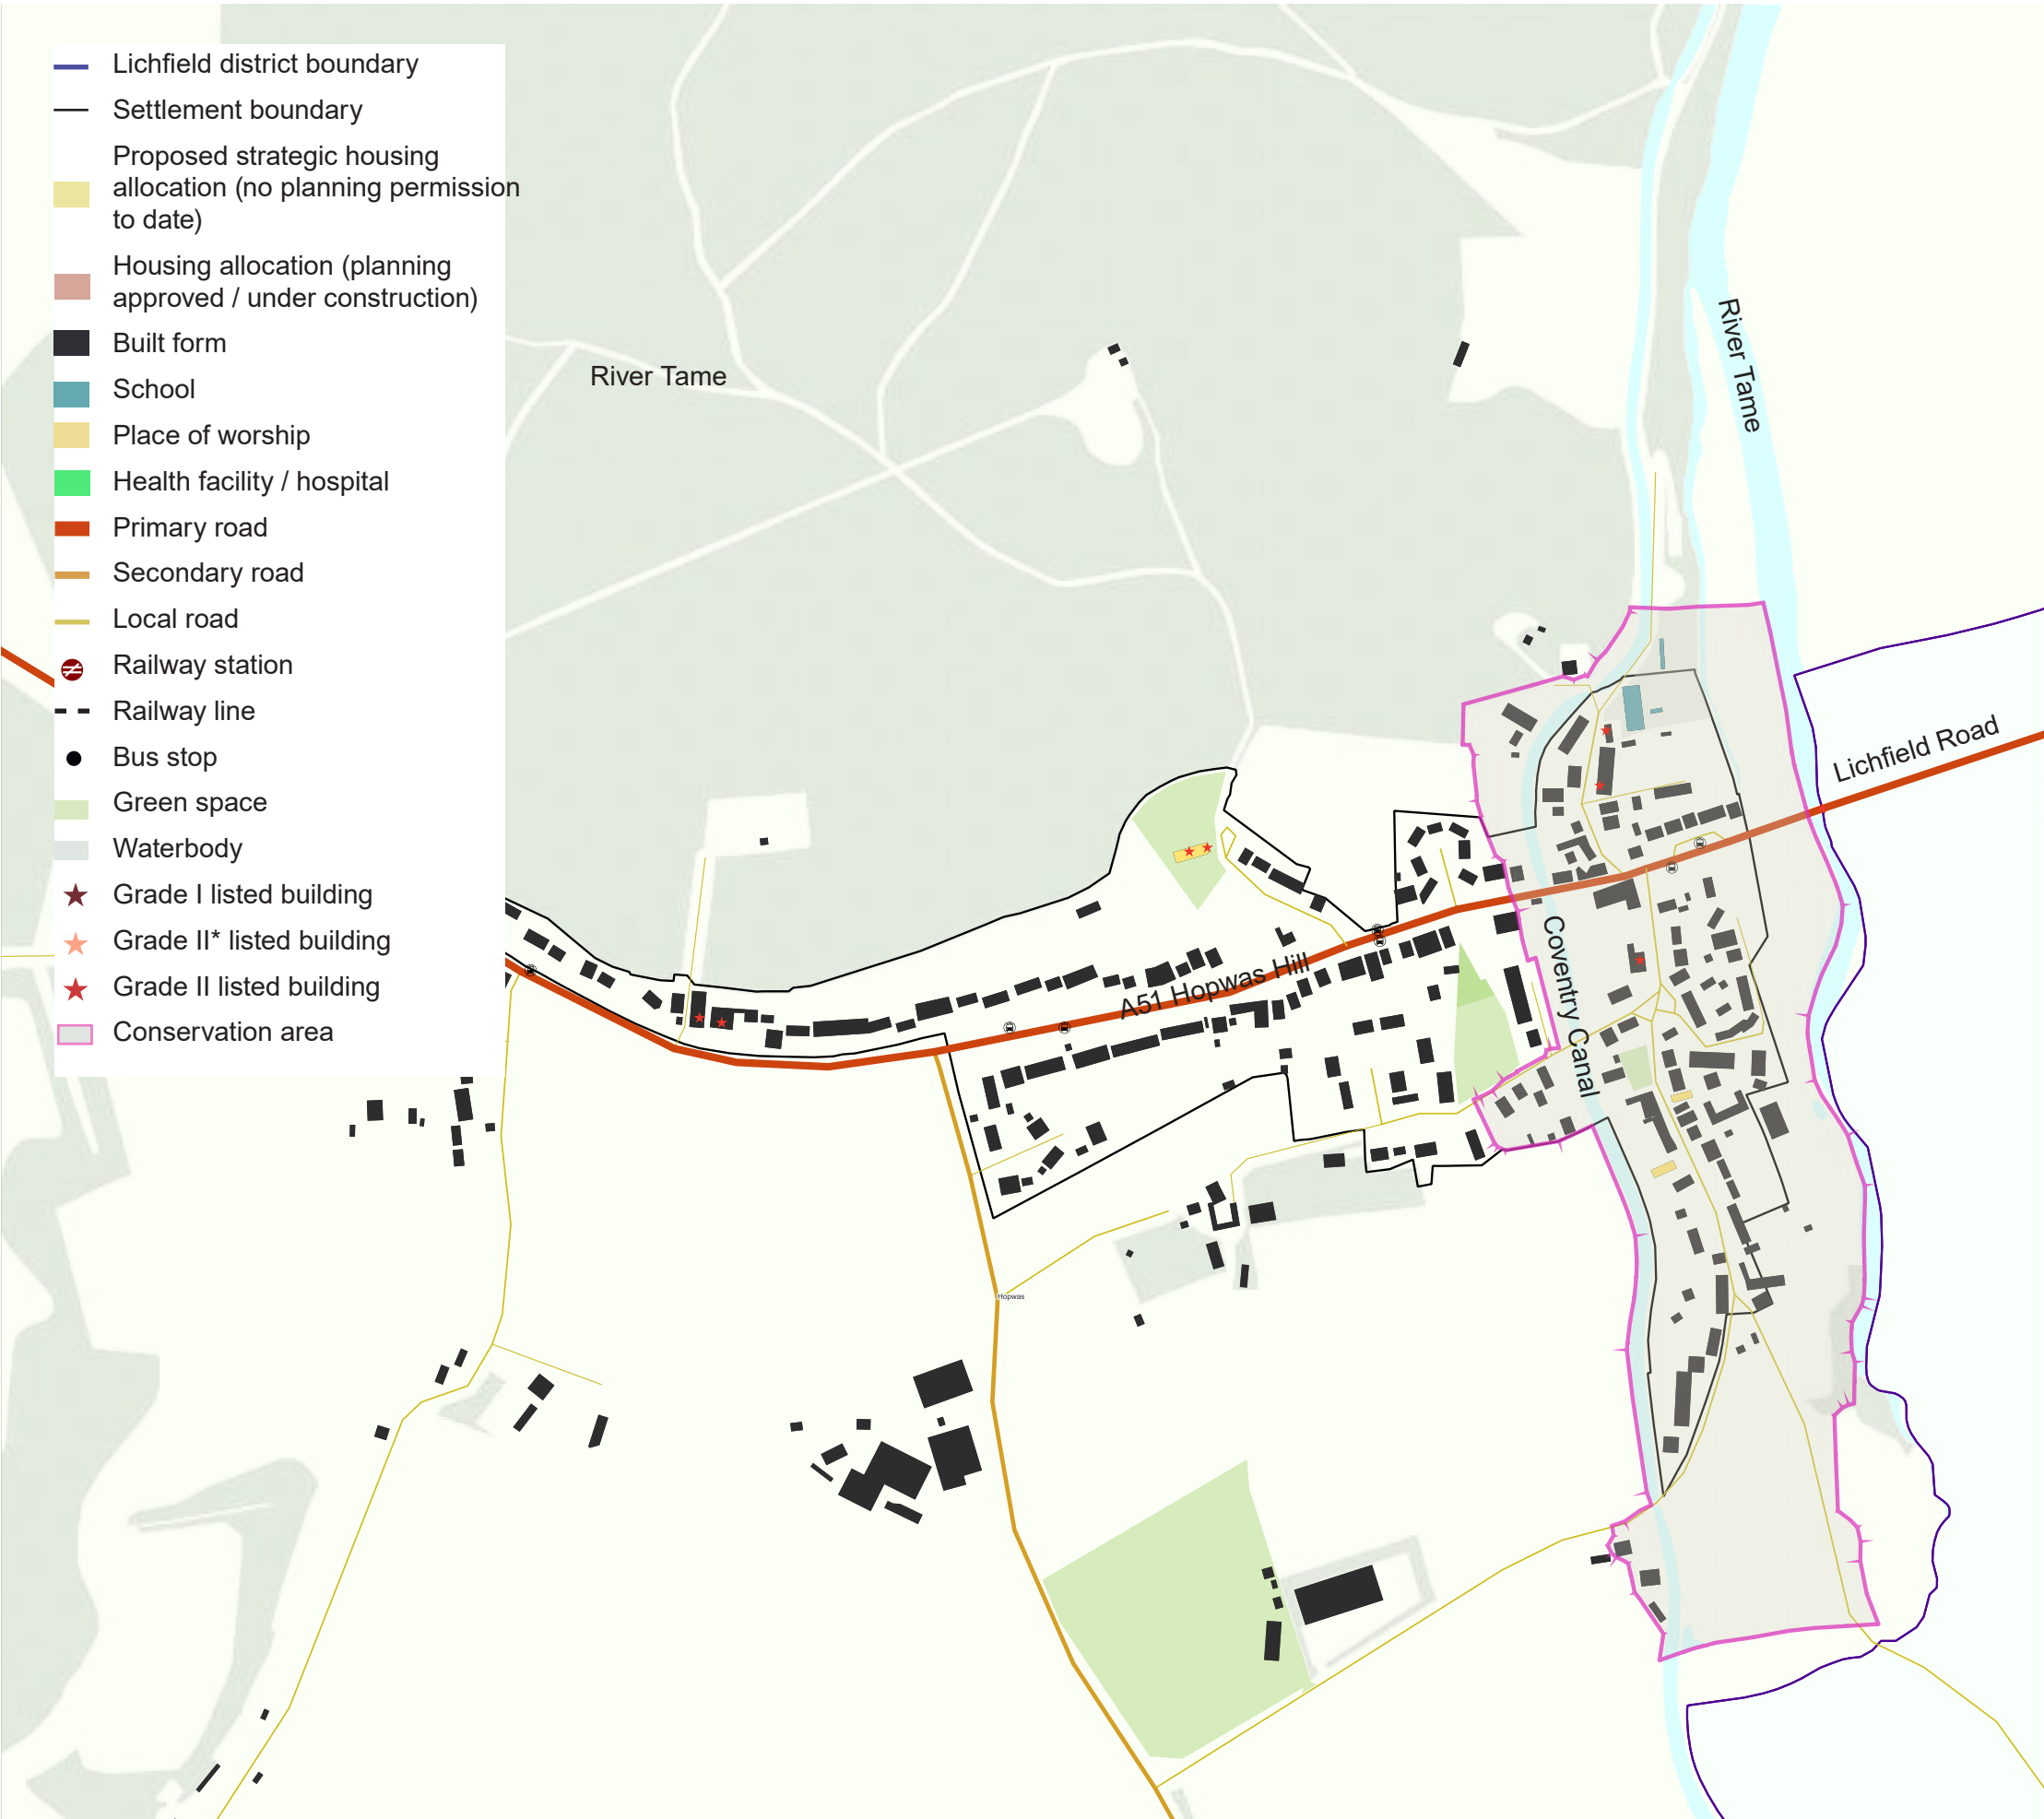 Lichfield district boundary
Settlement boundary
Proposed strategic housing
allocation (no planning permission
to date)
Housing allocation (planning
approved / under construction)
Built form
School
Place of worship
Health facility / hospital
Primary road
Secondary road
Local road
Railway station
Railway line
Bus stop
Green space
Waterbody
Grade I listed building
Grade II* listed building
Grade II listed building
Conservation area
River Tame
River Tame
Lichfield Road
A51 Hopwas Hill
Coventry Canal
Hopwas